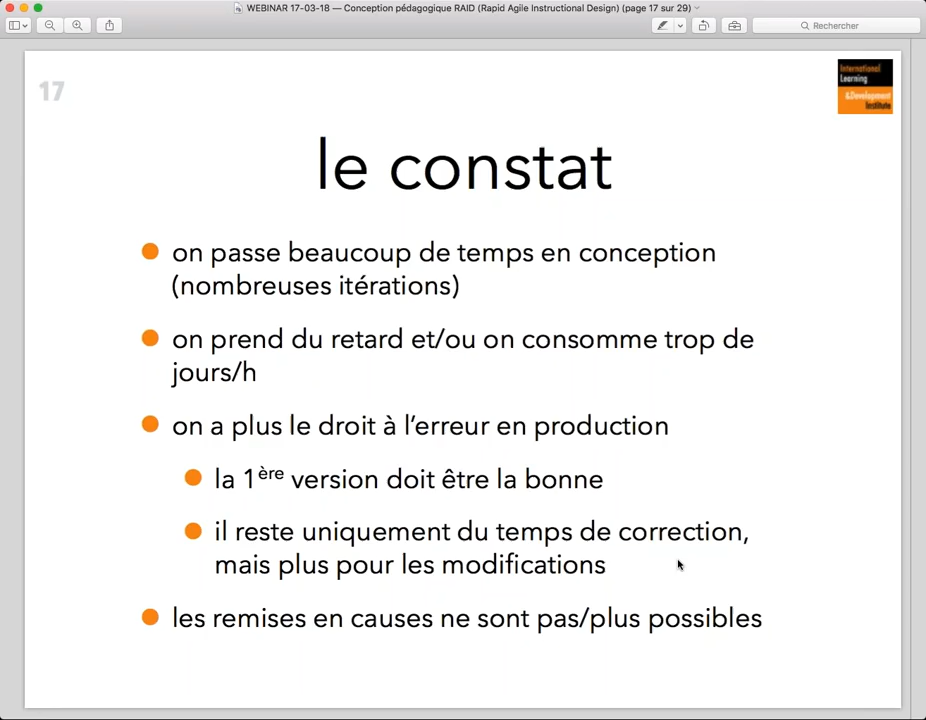 WEBINAR 17-03-18 — Conception pédagogique RAID (Rapid Agile Instructional Design) (page 17 sur 29)
Rechercher
17
International
Learning
&Development
Institute
le constat
on passe beaucoup de temps en conception
(nombreuses itérations)
on prend du retard et/ou on consomme trop de
jours/h
on a plus le droit à l’erreur en production
la 1ère version doit être la bonne
il reste uniquement du temps de correction,
mais plus pour les modifications
les remises en causes ne sont pas/plus possibles